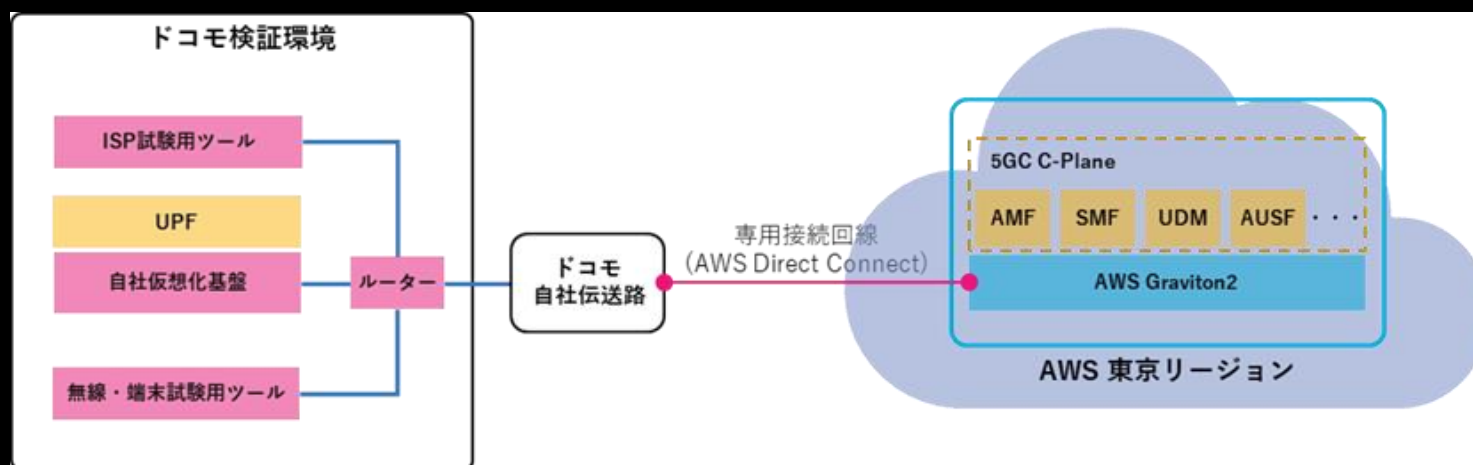 ドコモ検証環境
ISP試験用ツール
UPF
自社仮想化基盤
ルーター
無線・端末試験用ツール
ドコモ
自社伝送路
専用接続回線
(AWS Direct Connect)
5GC C-Plane
AMF SMF UDM AUSF ・・・
AWS Graviton2
AWS 東京リージョン